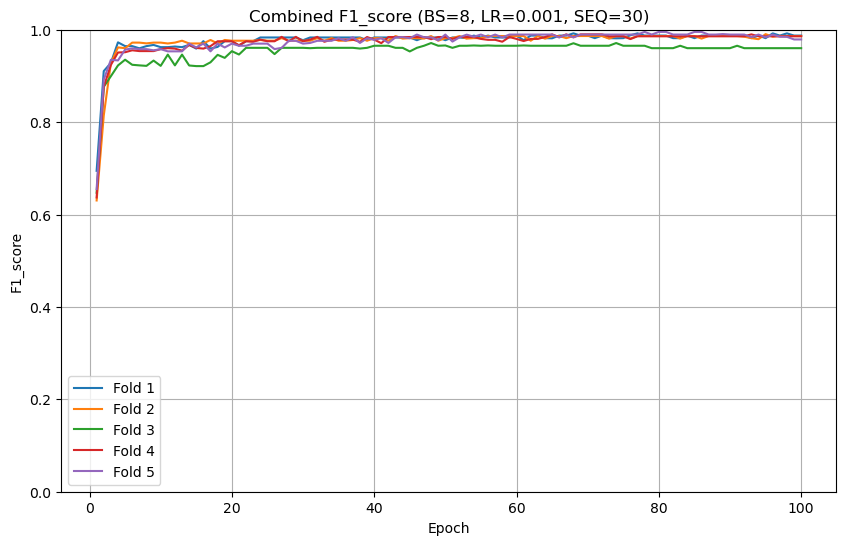 Combined F1_score (BS=8, LR=0.001, SEQ=30)
1.0
0.8
0.6
0.4
0.2
0.0
F1_score
Fold 1
Fold 2
Fold 3
Fold 4
Fold 5
0 20 40 60 80 100
Epoch